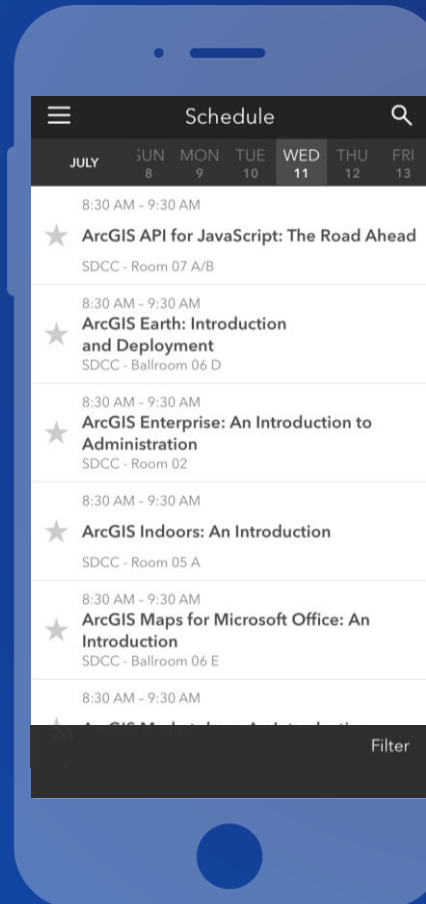 Schedule
JULY
SUN MON TUE WED THU FRI
8 9 10 11 12 13
8:30 AM – 9:30 AM
ArcGIS API for JavaScript: The Road Ahead
SDCC - Room 07 A/B
8:30 AM – 9:30 AM
ArcGIS Earth: Introduction
and Deployment
SDCC - Ballroom 06 D
8:30 AM – 9:30 AM
ArcGIS Enterprise: An Introduction to
Administration
SDCC - Room 02
8:30 AM – 9:30 AM
ArcGIS Indoors: An Introduction
SDCC - Room 05 A
8:30 AM – 9:30 AM
ArcGIS Maps for Microsoft Office: An
Introduction
SDCC - Ballroom 06 E
8:30 AM – 9:30 AM
Filter